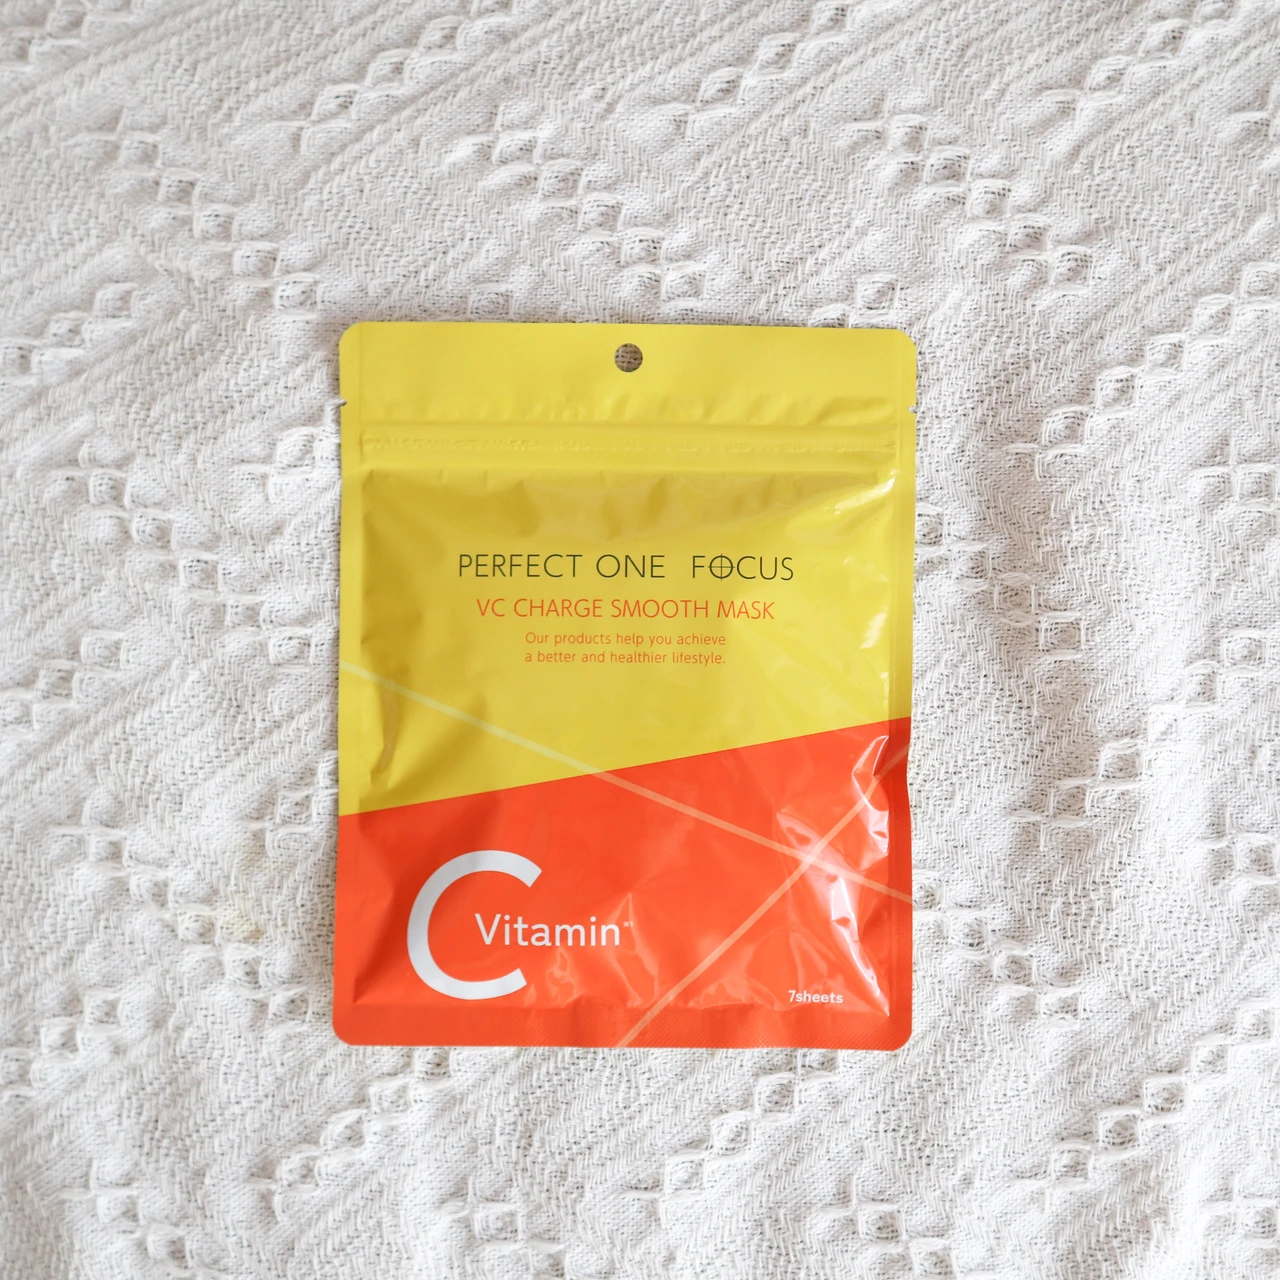 PERFECT ONE FOCUS
VC CHARGE SMOOTH MASK
Our products help you achieve
a better and healthier lifestyle.
C Vitamin
7sheets